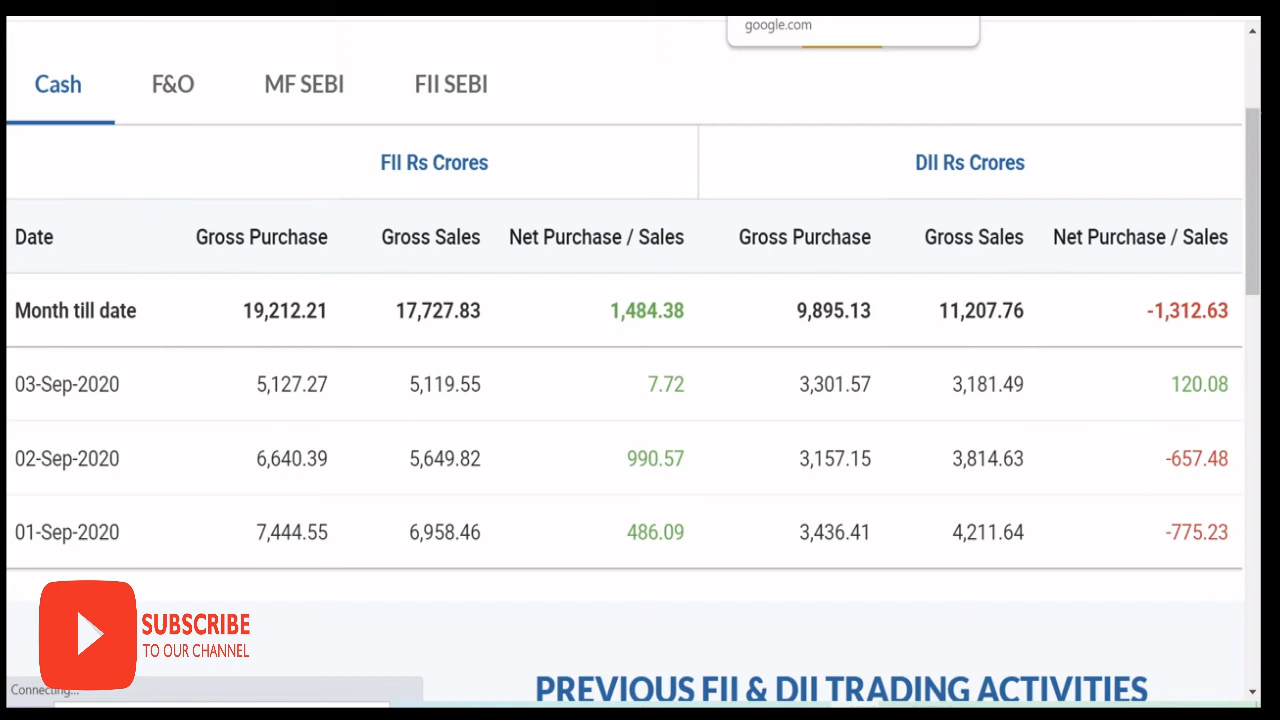 google.com
Cash F&O MF SEBI FII SEBI
FII Rs Crores DII Rs Crores
Date Gross Purchase Gross Sales Net Purchase / Sales Gross Purchase Gross Sales Net Purchase / Sales
Month till date 19,212.21 17,727.83 1,484.38 9,895.13 11,207.76 -1,312.63
03-Sep-2020 5,127.27 5,119.55 7.72 3,301.57 3,181.49 120.08
02-Sep-2020 6,640.39 5,649.82 990.57 3,157.15 3,814.63 -657.48
01-Sep-2020 7,444.55 6,958.46 486.09 3,436.41 4,211.64 -775.23
SUBSCRIBE
TO OUR CHANNEL
Connecting...
PREVIOUS FII & DII TRADING ACTIVITIES